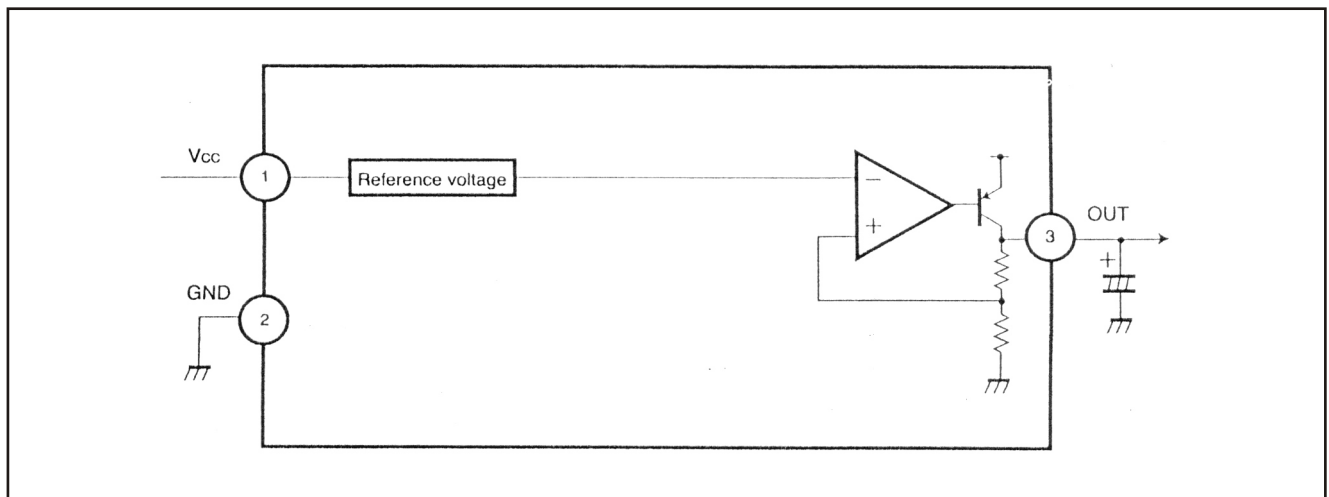 Vcc
1
Reference voltage
−
+
OUT
3
+
GND
2